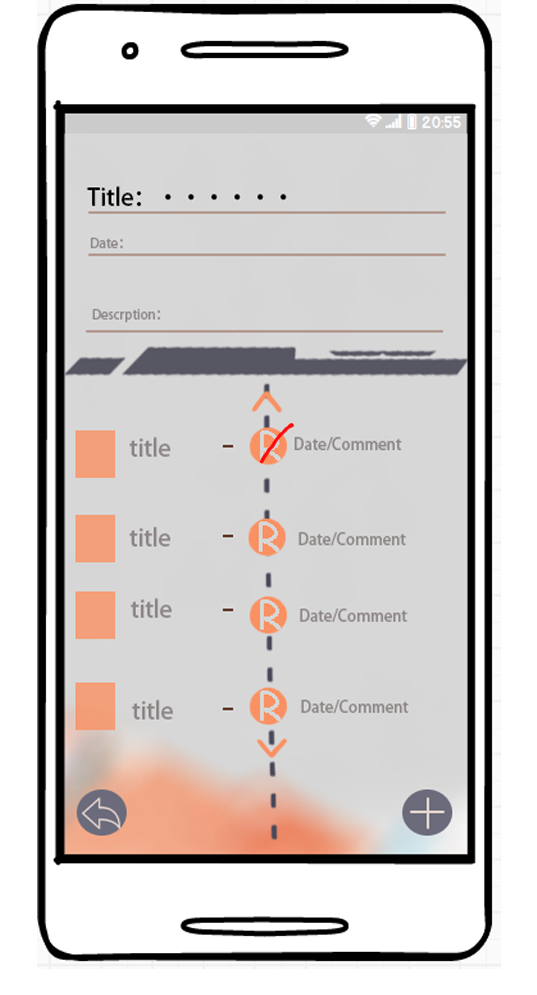 20:55
Title: · · · · · ·
Date:
Descrption:
title - R Date/Comment
title - R Date/Comment
title - R Date/Comment
title - R Date/Comment